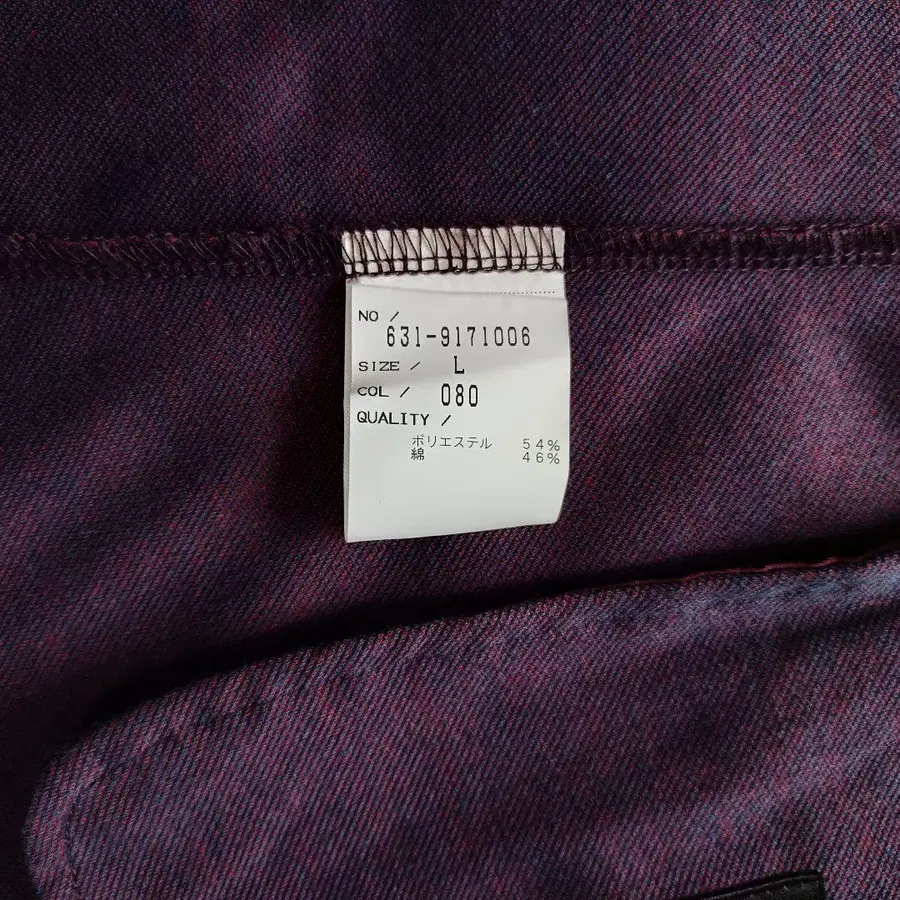 NO /
631-9171006
SIZE / L
COL / 080
QUALITY /
ポリエステル 54%
綿 46%